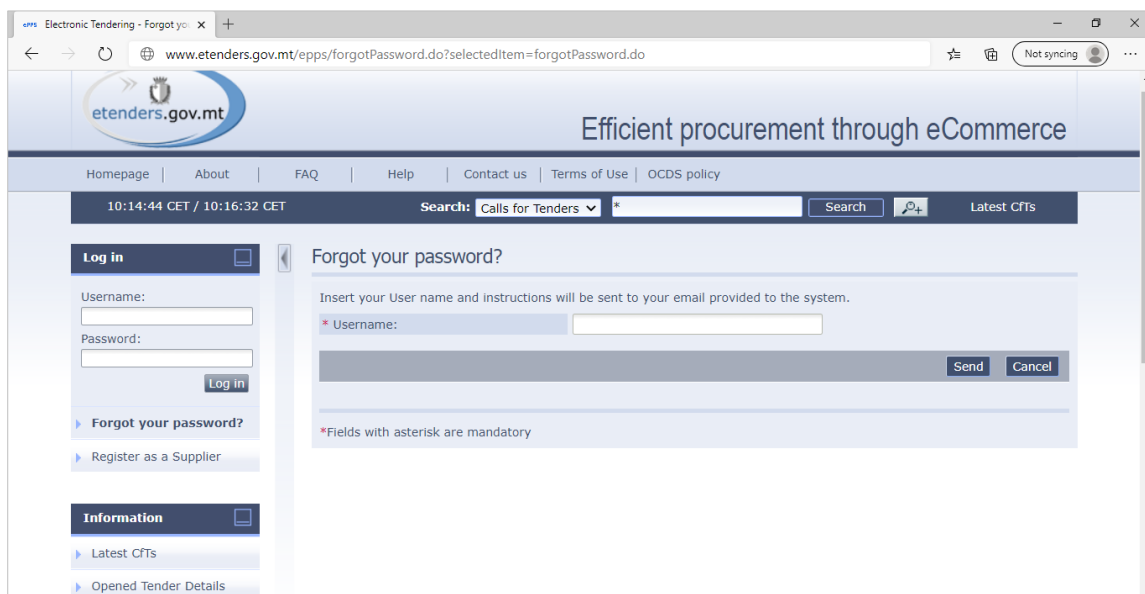 ePPS Electronic Tendering - Forgot yo
www.etenders.gov.mt/epps/forgotPassword.do?selectedItem=forgotPassword.do
Not syncing
etenders.gov.mt
Efficient procurement through eCommerce
Homepage | About | FAQ | Help | Contact us | Terms of Use | OCDS policy
10:14:44 CET / 10:16:32 CET Search: Calls for Tenders * Search Latest CfTs
Log in
Username:
Password:
Log in
Forgot your password?
Register as a Supplier
Information
Latest CfTs
Opened Tender Details
Forgot your password?
Insert your User name and instructions will be sent to your email provided to the system.
* Username:
Send Cancel
*Fields with asterisk are mandatory